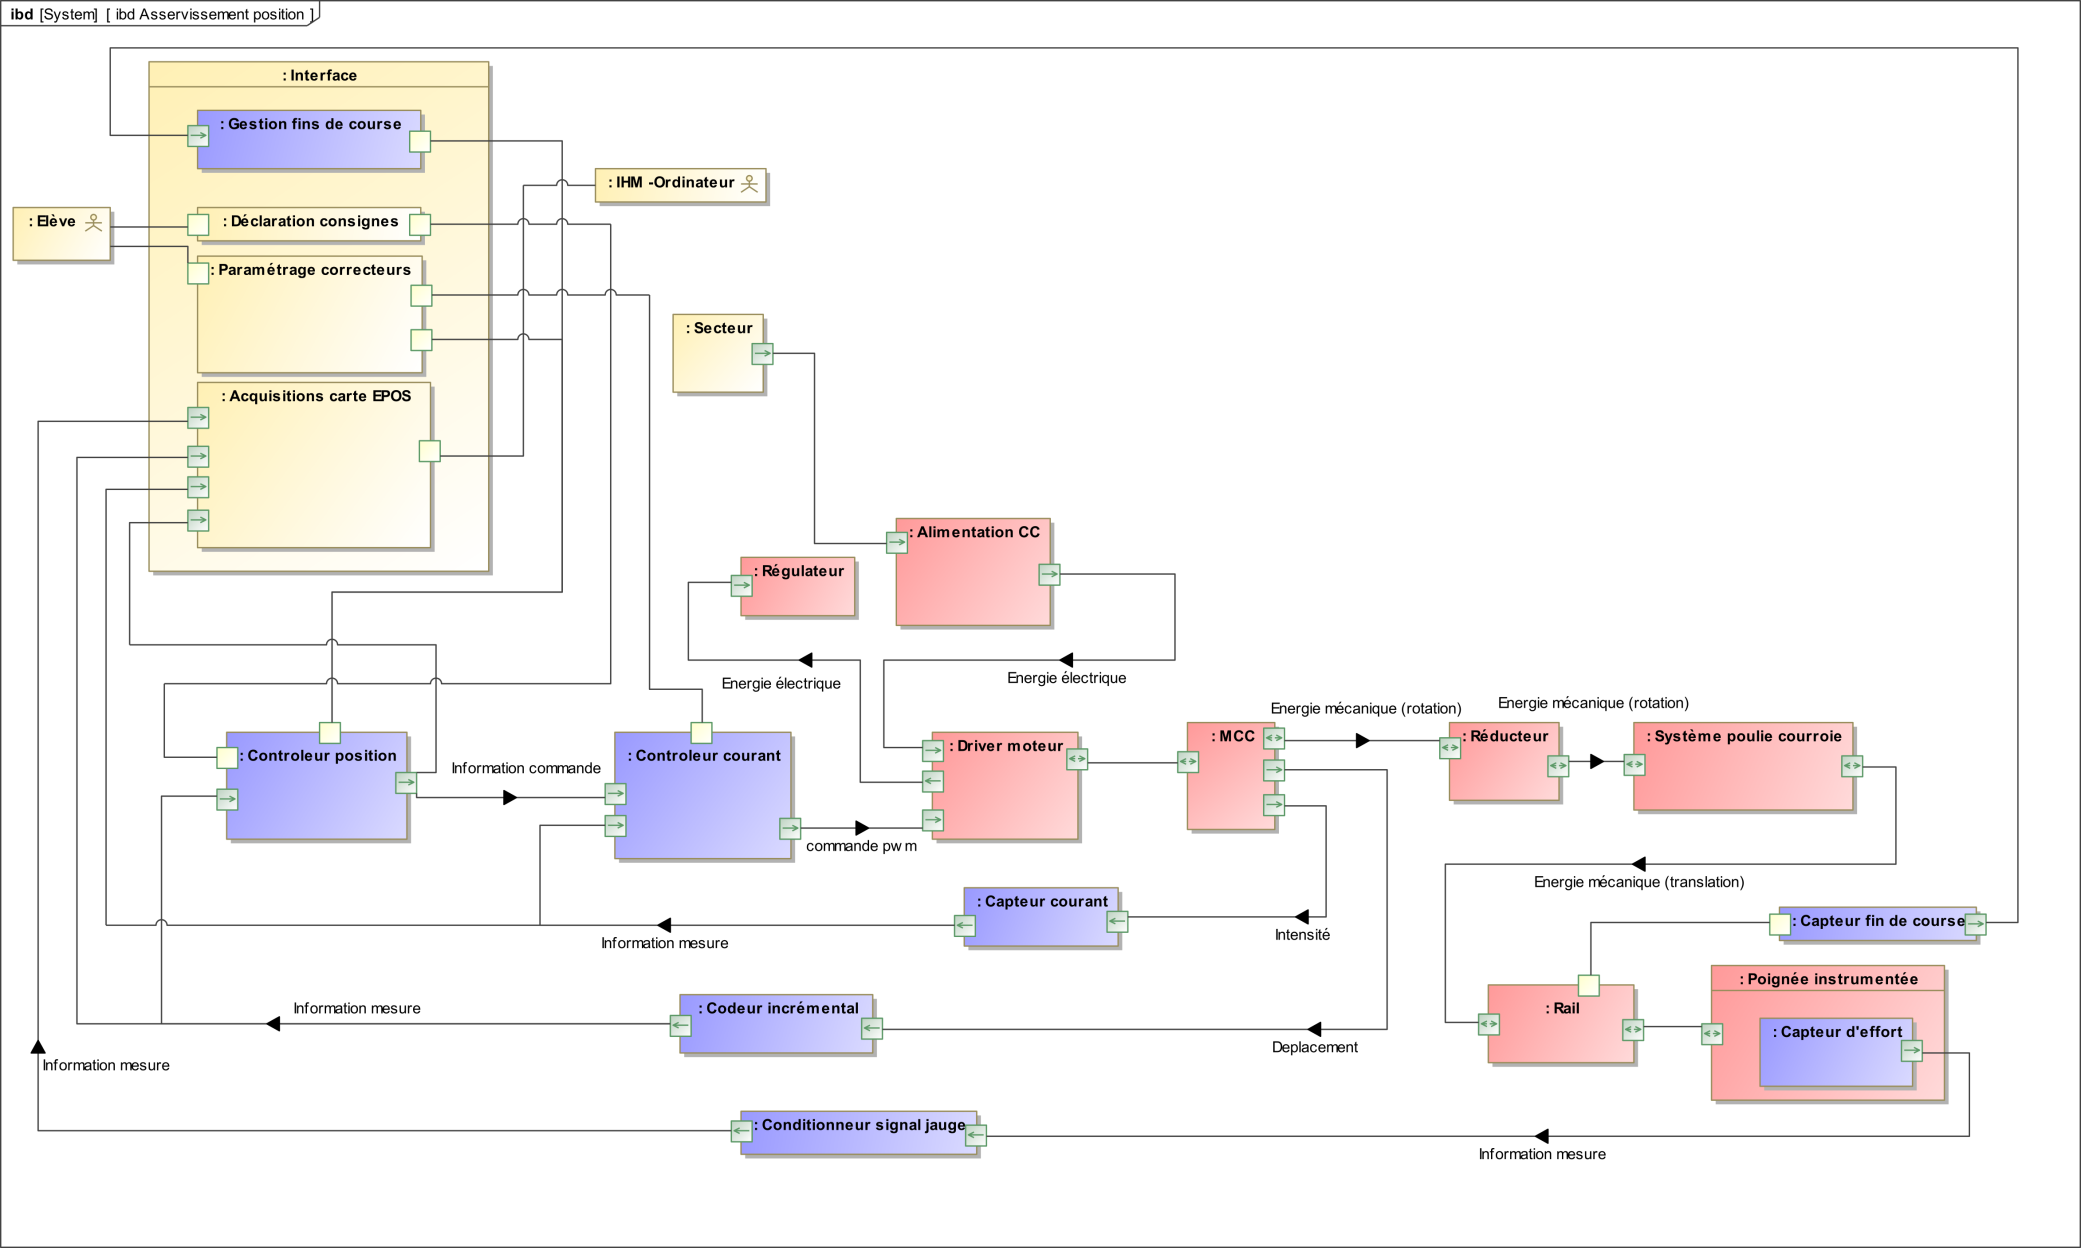 ibd [System] [ ibd Asservissement position ]
: Interface
: Gestion fins de course
: IHM -Ordinateur
: Elève
: Déclaration consignes
: Paramétrage correcteurs
: Secteur
: Acquisitions carte EPOS
: Alimentation CC
: Régulateur
Energie électrique
Energie électrique
Energie mécanique (rotation)
Energie mécanique (rotation)
: Controleur position
Information commande
: Controleur courant
: Driver moteur
: MCC
: Réducteur
: Système poulie courroie
commande pwm
Energie mécanique (translation)
: Capteur courant
Intensité
: Capteur fin de course
Information mesure
: Poignée instrumentée
Information mesure
: Codeur incrémental
: Rail
: Capteur d'effort
Deplacement
Information mesure
: Conditionneur signal jauge
Information mesure